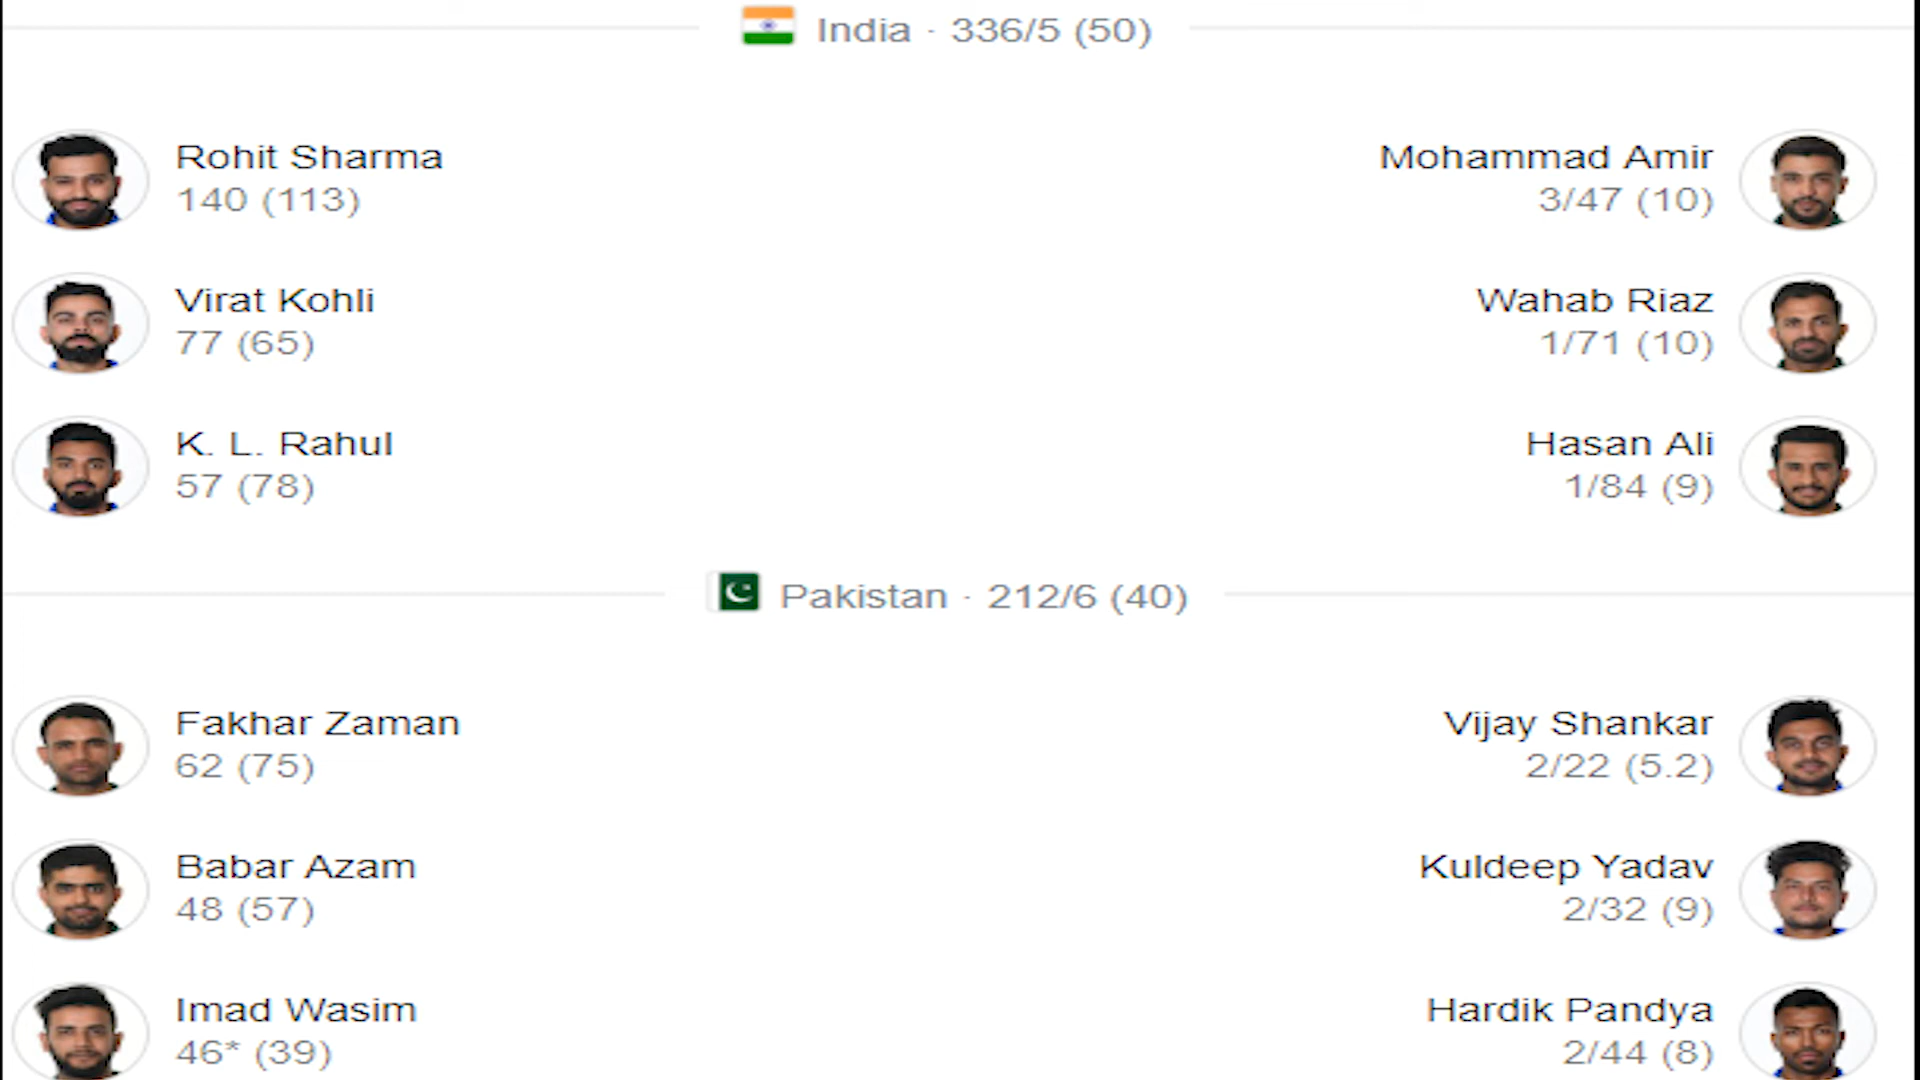 India · 336/5 (50)
Rohit Sharma
140 (113)
Mohammad Amir
3/47 (10)
Virat Kohli
77 (65)
Wahab Riaz
1/71 (10)
K. L. Rahul
57 (78)
Hasan Ali
1/84 (9)
Pakistan · 212/6 (40)
Fakhar Zaman
62 (75)
Vijay Shankar
2/22 (5.2)
Babar Azam
48 (57)
Kuldeep Yadav
2/32 (9)
Imad Wasim
46* (39)
Hardik Pandya
2/44 (8)